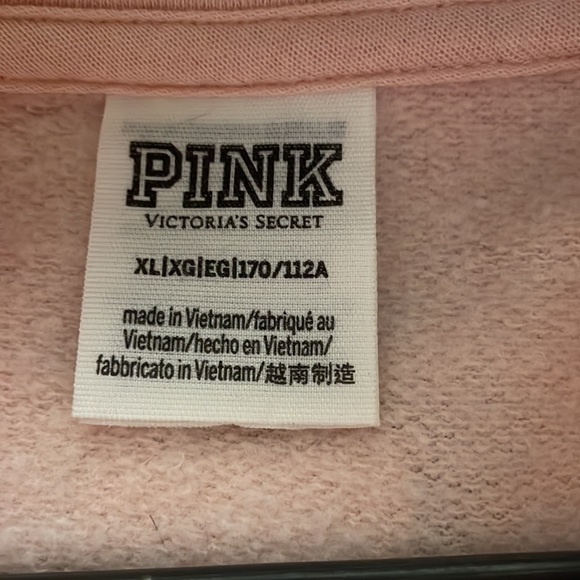 PINK
VICTORIA'S SECRET
XL|XG|EG|170/112A
made in Vietnam/fabriqué au
Vietnam/hecho en Vietnam/
fabbricato in Vietnam/越南制造